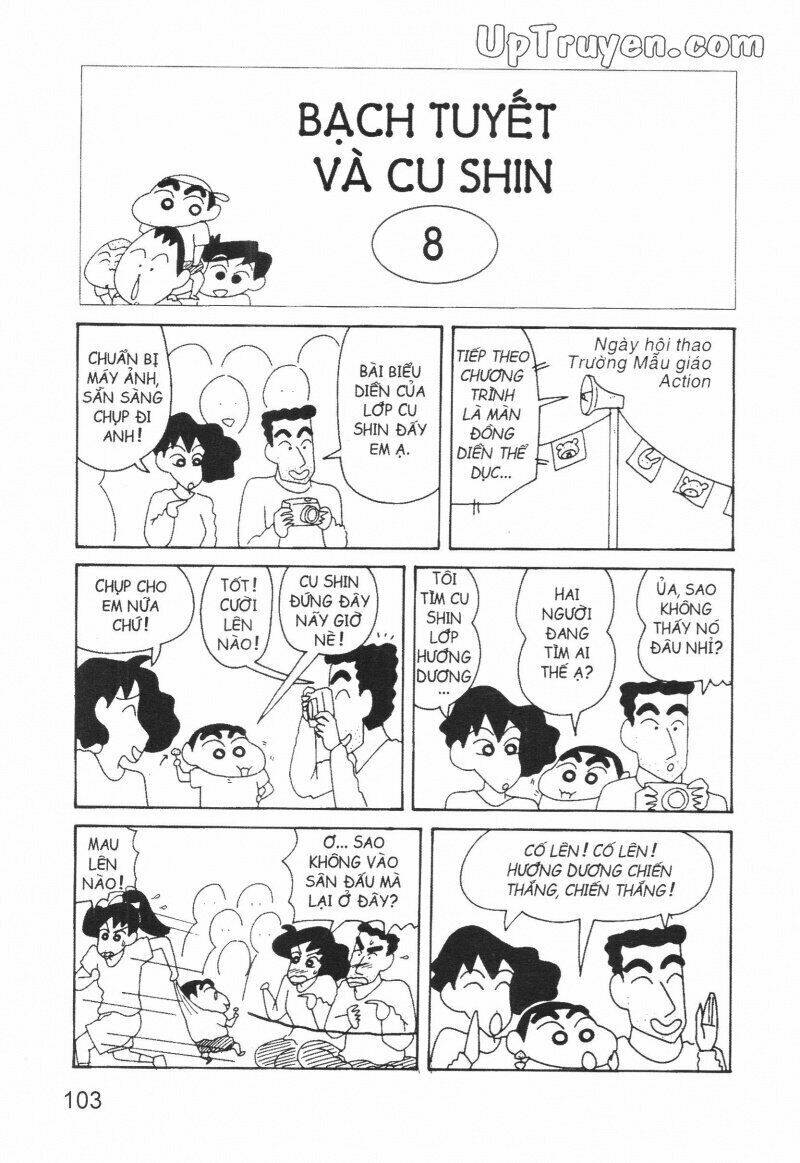 UpTruyen.com
BẠCH TUYẾT
VÀ CU SHIN
8
Ngày hội thao
Trường Mẫu giáo
Action
TIẾP THEO
CHƯƠNG
TRÌNH
LÀ MÀN
ĐỒNG
DIỄN THỂ
DỤC...
BÀI BIỂU
DIỄN CỦA
LỚP CU
SHIN ĐẤY
EM Ạ.
CHUẨN BỊ
MÁY ẢNH,
SẴN SÀNG
CHỤP ĐI
ANH!
ỦA, SAO
KHÔNG
THẤY NÓ
ĐÂU NHỈ?
HAI
NGƯỜI
ĐANG
TÌM AI
THẾ Ạ?
TÔI
TÌM CU
SHIN
LỚP
HƯỚNG
DƯƠNG
...
CU SHIN
ĐỨNG ĐÂY
NÃY GIỜ
NÈ!
TỐT!
CƯỜI
LÊN
NÀO!
CHỤP CHO
EM NỮA
CHỨ!
CỐ LÊN! CỐ LÊN!
HƯỚNG DƯƠNG CHIẾN
THẮNG, CHIẾN THẮNG!
Ơ... SAO
KHÔNG VÀO
SÂN ĐẤU MÀ
LẠI Ở ĐÂY?
MAU
LÊN
NÀO!
103